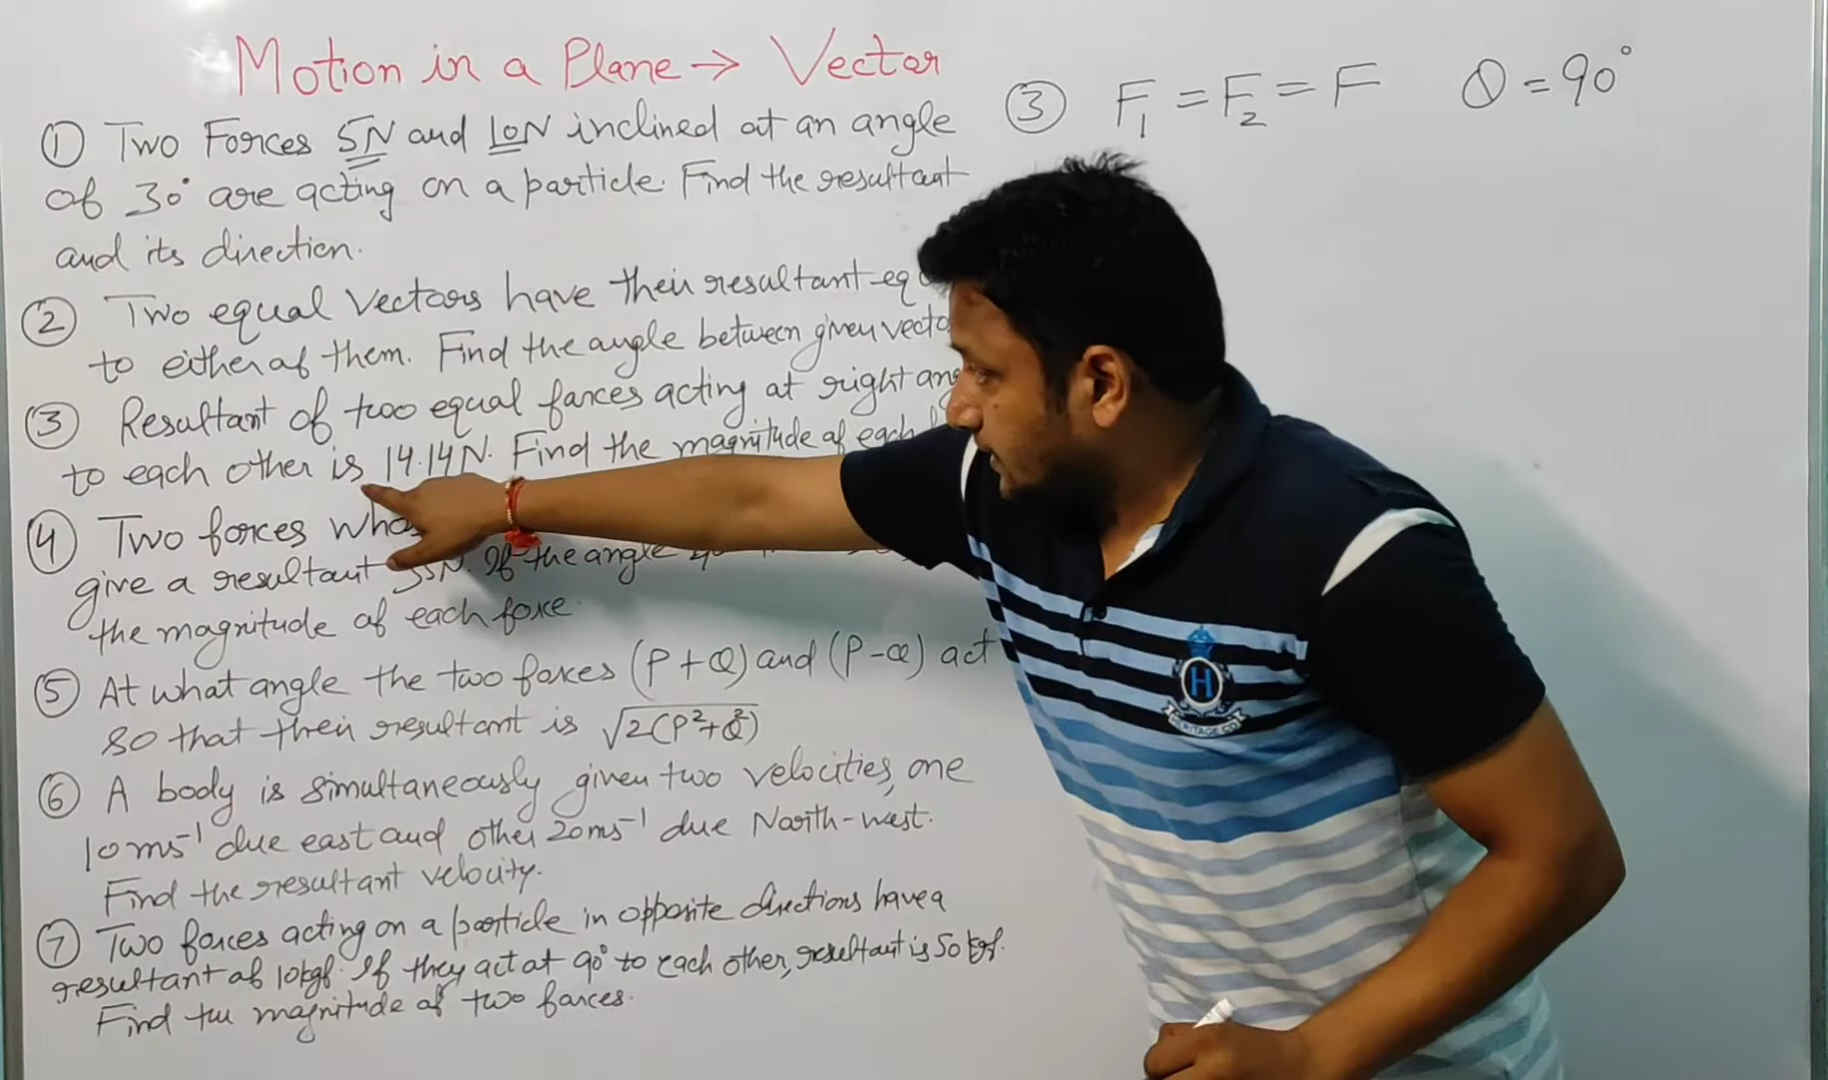 Motion in a Plane → Vector
① Two Forces 5N and 10N inclined at an angle
of 30° are acting on a particle. Find the resultant
and its direction.
② Two equal Vectors have their resultant eq
to either of them. Find the angle between given vecto
③ Resultant of two equal forces acting at right ang
to each other is 14.14N. Find the magnitude of each
④ Two forces who
give a resultant 35N. If the angle
the magnitude of each force.
⑤ At what angle the two forces (P+Q) and (P-Q) act
so that their resultant is √2(P²+Q²)
⑥ A body is simultaneously given two velocities, one
10ms⁻¹ due east and other 20ms⁻¹ due North-west.
Find the resultant velocity.
⑦ Two forces acting on a particle in opposite directions have a
resultant of 10kgf. If they act at 90° to each other, resultant is 50 kgf.
Find the magnitude of two forces.
③ F₁ = F₂ = F θ = 90°
H
HERITAGE CO